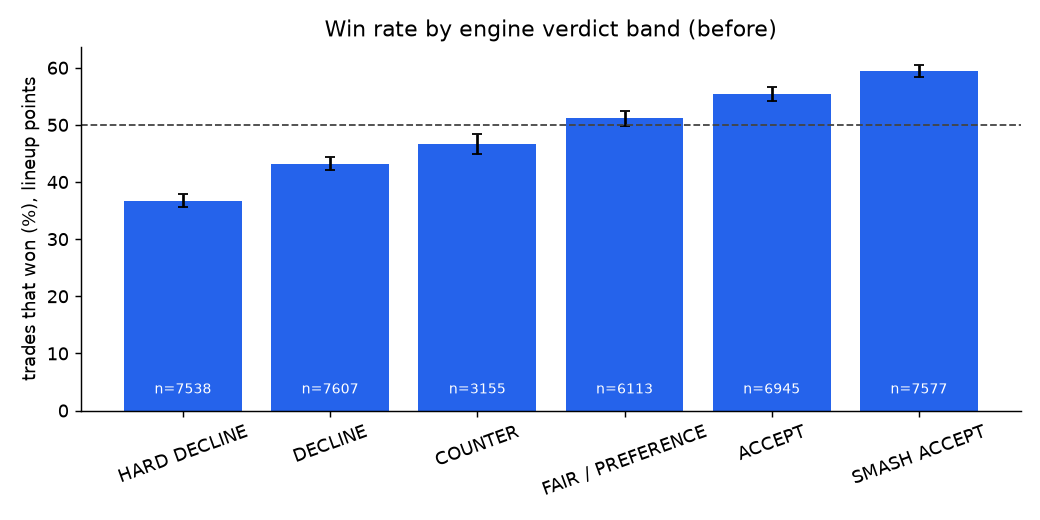 Win rate by engine verdict band (before)
trades that won (%), lineup points
60
50
40
30
20
10
0
n=7538
n=7607
n=3155
n=6113
n=6945
n=7577
HARD DECLINE
DECLINE
COUNTER
FAIR / PREFERENCE
ACCEPT
SMASH ACCEPT